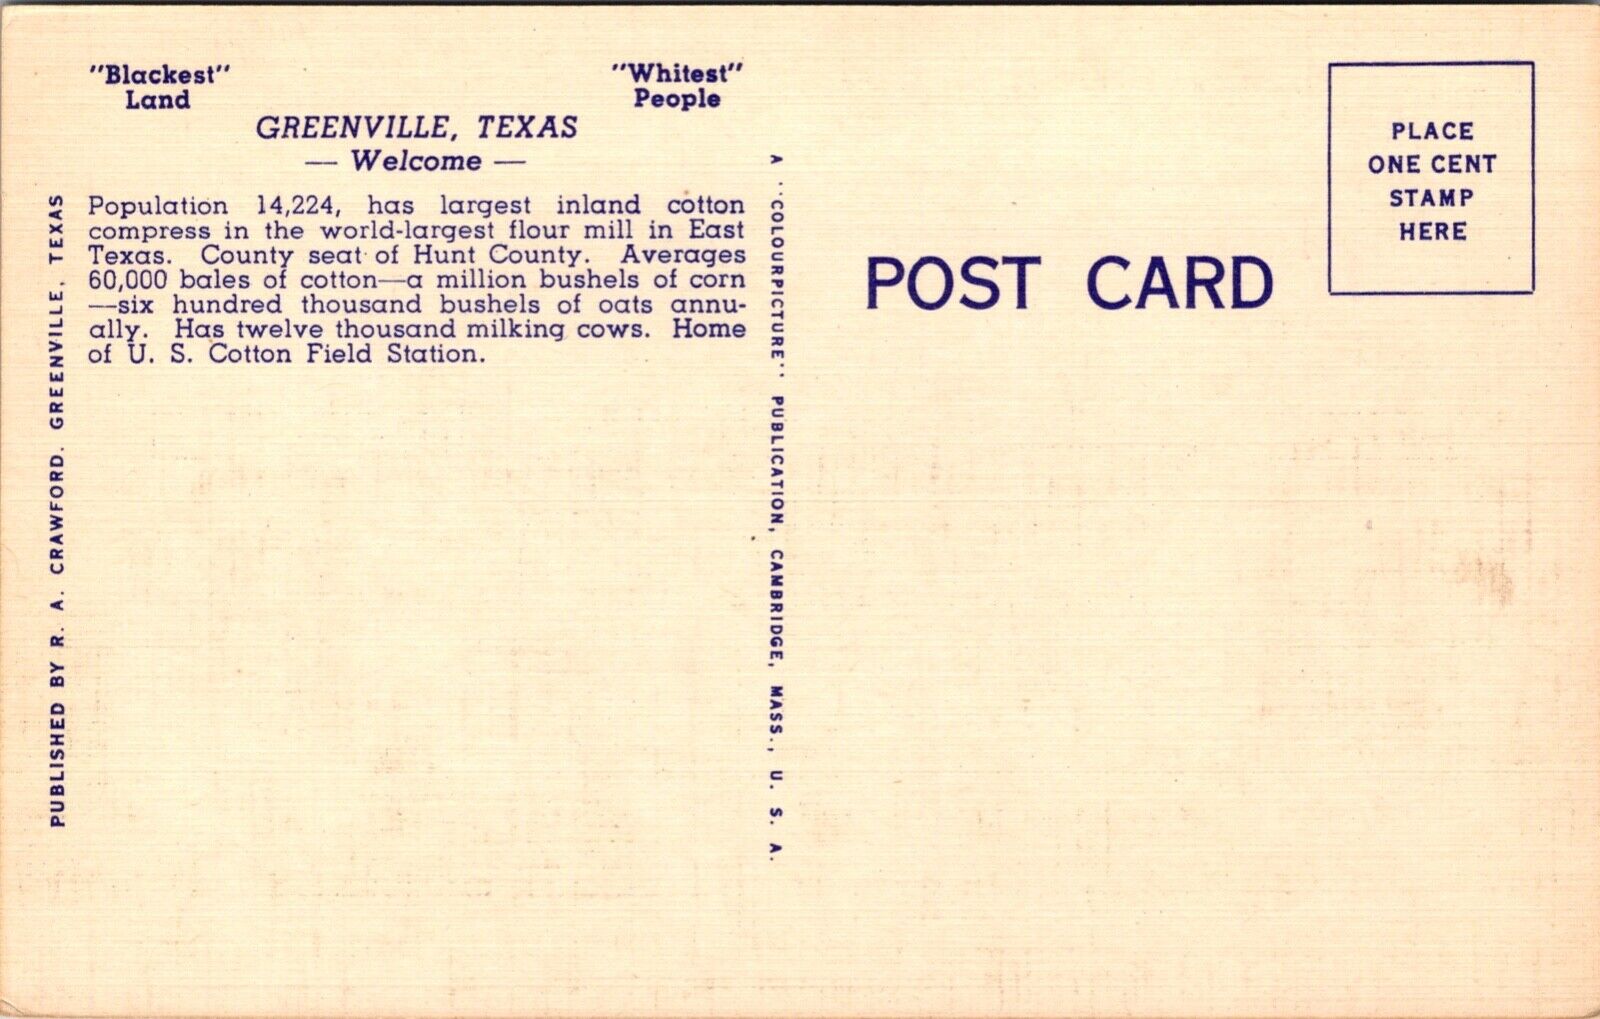 "Blackest"
Land
"Whitest"
People
GREENVILLE, TEXAS
— Welcome —
Population 14,224, has largest inland cotton
compress in the world-largest flour mill in East
Texas. County seat of Hunt County. Averages
60,000 bales of cotton—a million bushels of corn
—six hundred thousand bushels of oats annu-
ally. Has twelve thousand milking cows. Home
of U. S. Cotton Field Station.
PUBLISHED BY R. A. CRAWFORD. GREENVILLE, TEXAS
A "COLOURPICTURE" PUBLICATION, CAMBRIDGE, MASS., U. S. A.
POST CARD
PLACE
ONE CENT
STAMP
HERE